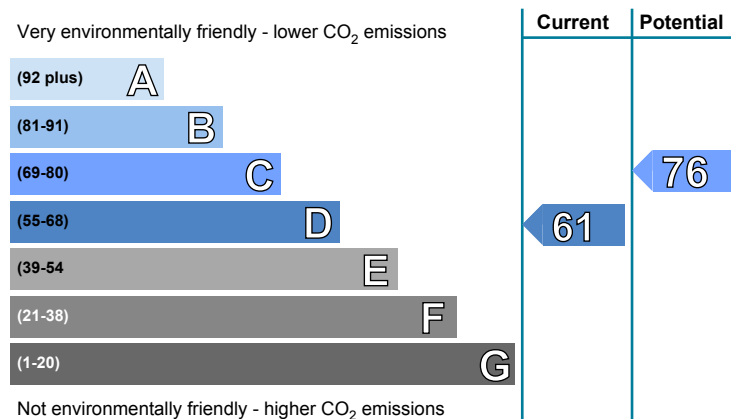 Current Potential
Very environmentally friendly - lower CO2 emissions
(92 plus) A
(81-91) B
(69-80) C
76
(55-68) D
61
(39-54 E
(21-38) F
(1-20) G
Not environmentally friendly - higher CO2 emissions